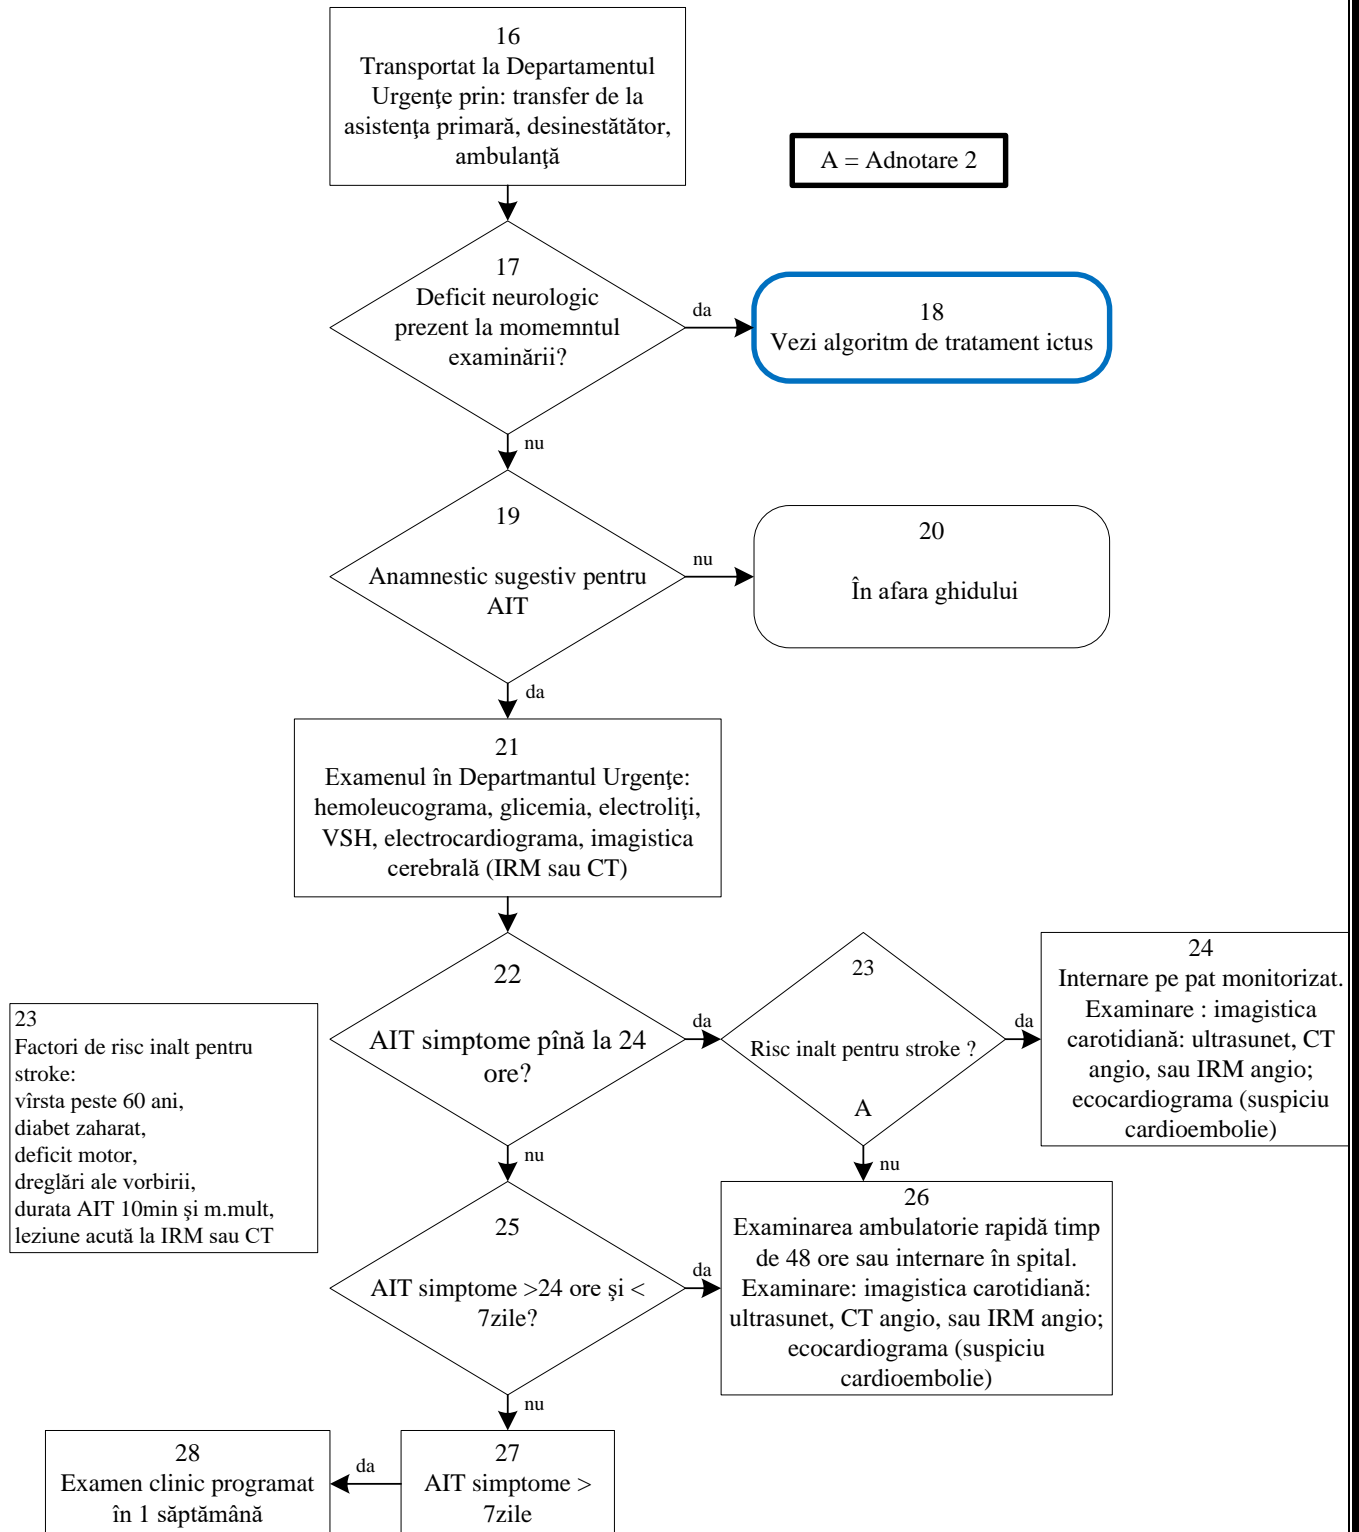 16
Transportat la Departamentul
Urgenţe prin: transfer de la
asistenţa primară, desinestătător,
ambulanţă
A = Adnotare 2
17
Deficit neurologic
prezent la momemntul
examinării?
da
18
Vezi algoritm de tratament ictus
nu
19
Anamnestic sugestiv pentru
AIT
nu
20
În afara ghidului
da
21
Examenul în Departmantul Urgenţe:
hemoleucograma, glicemia, electroliţi,
VSH, electrocardiograma, imagistica
cerebrală (IRM sau CT)
22
AIT simptome pînă la 24
ore?
da
23
Risc inalt pentru stroke ?
A
da
24
Internare pe pat monitorizat.
Examinare : imagistica
carotidiană: ultrasunet, CT
angio, sau IRM angio;
ecocardiograma (suspiciu
cardioembolie)
23
Factori de risc inalt pentru
stroke:
vîrsta peste 60 ani,
diabet zaharat,
deficit motor,
dreglări ale vorbirii,
durata AIT 10min şi m.mult,
leziune acută la IRM sau CT
nu
nu
25
AIT simptome >24 ore şi <
7zile?
da
26
Examinarea ambulatorie rapidă timp
de 48 ore sau internare în spital.
Examinare: imagistica carotidiană:
ultrasunet, CT angio, sau IRM angio;
ecocardiograma (suspiciu
cardioembolie)
nu
27
AIT simptome >
7zile
da
28
Examen clinic programat
în 1 săptămână